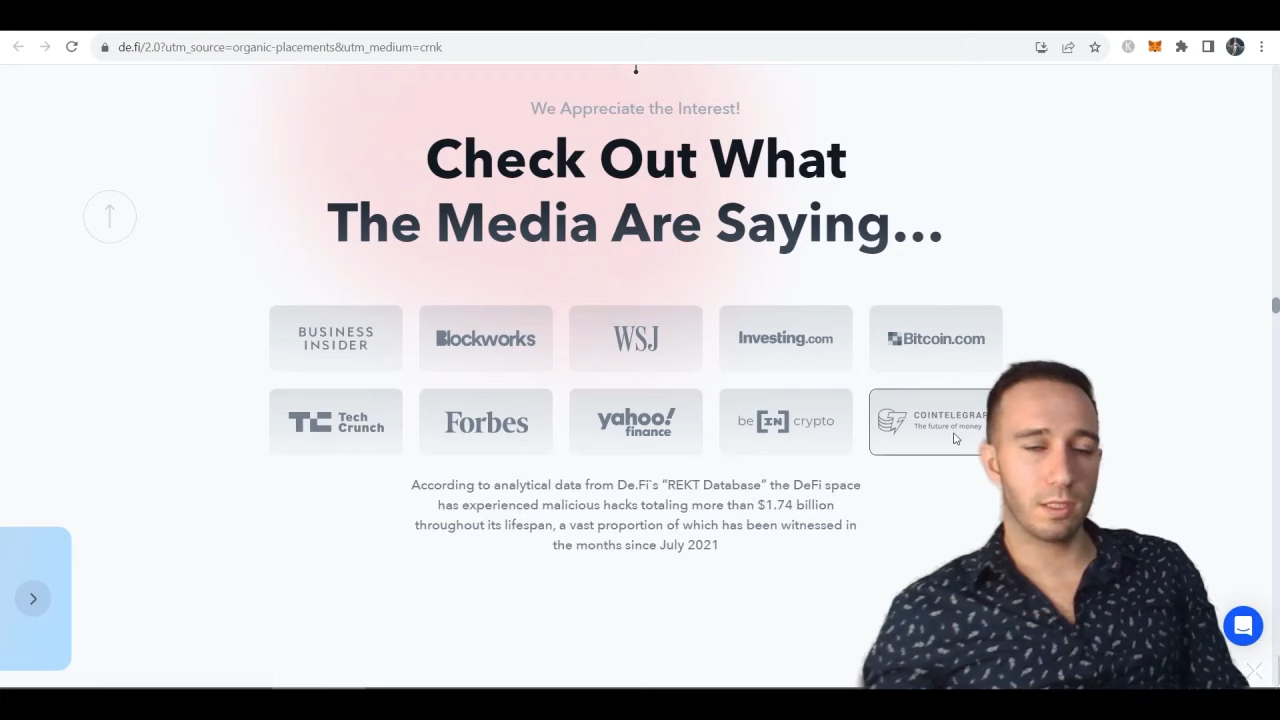 de.fi/2.0?utm_source=organic-placements&utm_medium=crnk
We Appreciate the Interest!
Check Out What
The Media Are Saying...
BUSINESS
INSIDER
Blockworks
WSJ
Investing.com
Bitcoin.com
TC Tech
Crunch
Forbes
yahoo!
finance
be [IN] crypto
COINTELEGRAP
The future of money
According to analytical data from De.Fi`s “REKT Database” the DeFi space
has experienced malicious hacks totaling more than $1.74 billion
throughout its lifespan, a vast proportion of which has been witnessed in
the months since July 2021